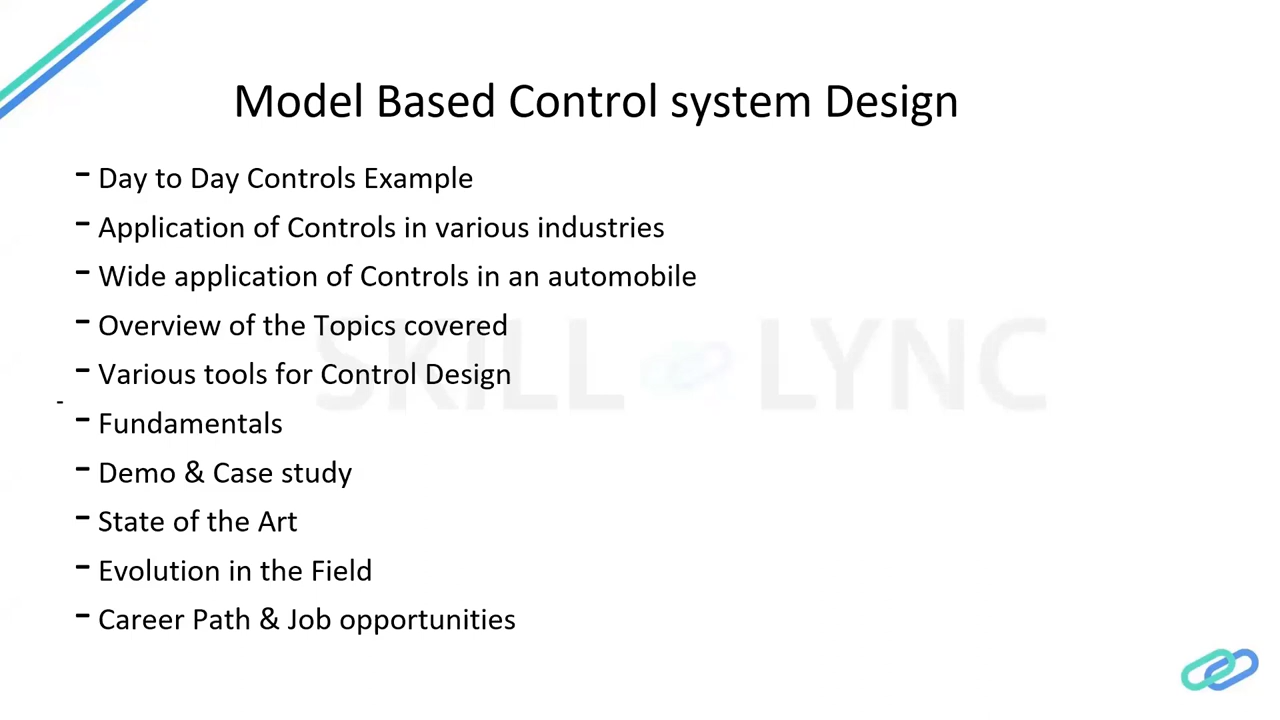 Model Based Control system Design
- Day to Day Controls Example
- Application of Controls in various industries
- Wide application of Controls in an automobile
- Overview of the Topics covered
SKILL LYNC
- Various tools for Control Design
-
- Fundamentals
- Demo & Case study
- State of the Art
- Evolution in the Field
- Career Path & Job opportunities